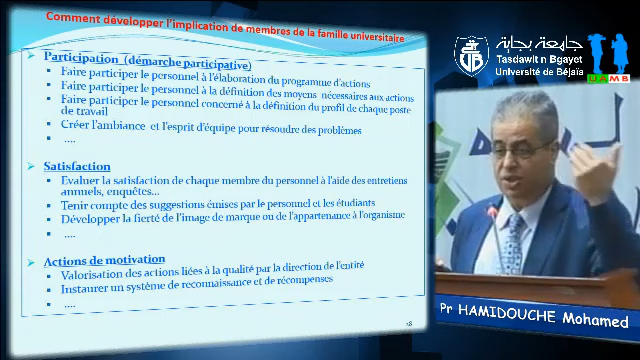 Comment développer l'implication de membres de la famille universitaire
Participation (démarche participative)
Faire participer le personnel à l'élaboration du programme d'actions
Faire participer le personnel à la définition des moyens nécessaires aux actions
Faire participer le personnel concerné à la définition du profil de chaque poste
de travail
Créer l'ambiance et l'esprit d'équipe pour résoudre des problèmes
....
Satisfaction
Evaluer la satisfaction de chaque membre du personnel à l'aide des entretiens
annuels, enquêtes...
Tenir compte des suggestions émises par le personnel et les étudiants
Développer la fierté de l'image de marque ou de l'appartenance à l'organisme
....
Actions de motivation
Valorisation des actions liées à la qualité par la direction de l'entité
Instaurer un système de reconnaissance et de récompenses
....
18
جامعة بجاية
Tasdawit n Bgayet
Université de Béjaïa
UAMB
Pr HAMIDOUCHE Mohamed